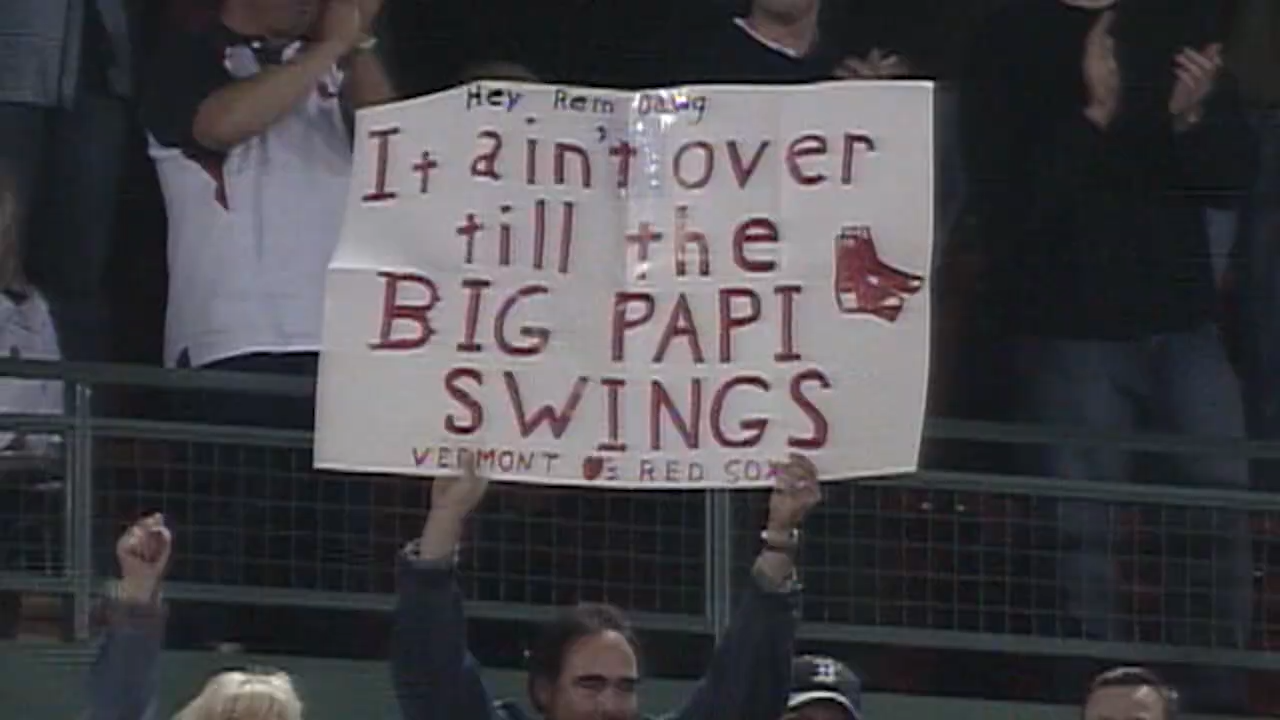 Hey Rem Dawg
It ain't over
till the
BIG PAPI
SWINGS
VERMONT ♥s RED SOX
B